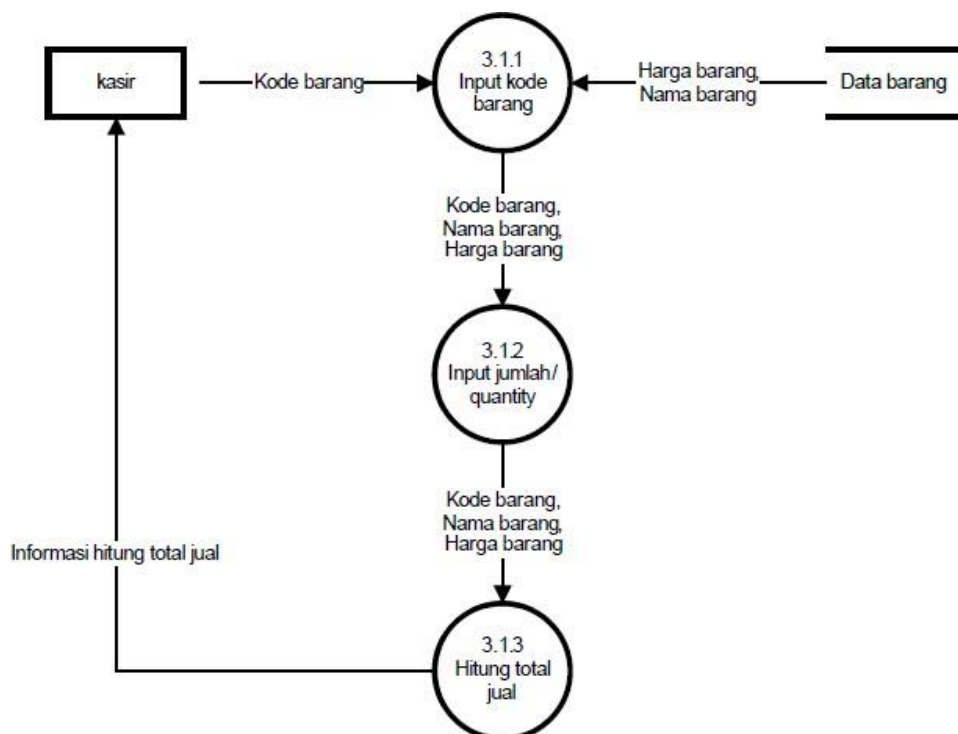 kasir
Kode barang
3.1.1
Input kode
barang
Harga barang,
Nama barang
Data barang
Kode barang,
Nama barang,
Harga barang
3.1.2
Input jumlah/
quantity
Kode barang,
Nama barang,
Harga barang
Informasi hitung total jual
3.1.3
Hitung total
jual